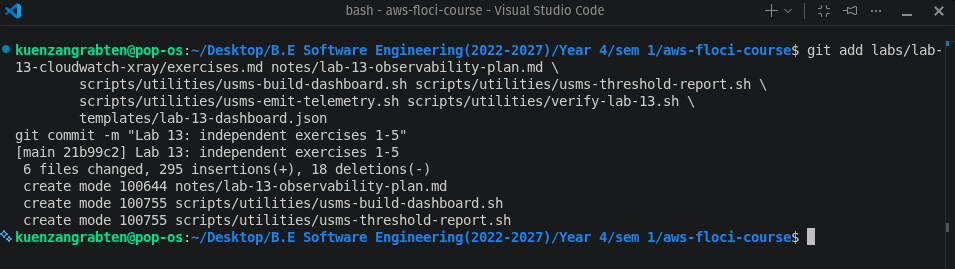 bash - aws-floci-course - Visual Studio Code
kuenzangrabten@pop-os:~/Desktop/B.E Software Engineering(2022-2027)/Year 4/sem 1/aws-floci-course$ git add labs/lab-
13-cloudwatch-xray/exercises.md notes/lab-13-observability-plan.md \
        scripts/utilities/usms-build-dashboard.sh scripts/utilities/usms-threshold-report.sh \
        scripts/utilities/usms-emit-telemetry.sh scripts/utilities/verify-lab-13.sh \
        templates/lab-13-dashboard.json
git commit -m "Lab 13: independent exercises 1-5"
[main 21b99c2] Lab 13: independent exercises 1-5
 6 files changed, 295 insertions(+), 18 deletions(-)
 create mode 100644 notes/lab-13-observability-plan.md
 create mode 100755 scripts/utilities/usms-build-dashboard.sh
 create mode 100755 scripts/utilities/usms-threshold-report.sh
kuenzangrabten@pop-os:~/Desktop/B.E Software Engineering(2022-2027)/Year 4/sem 1/aws-floci-course$